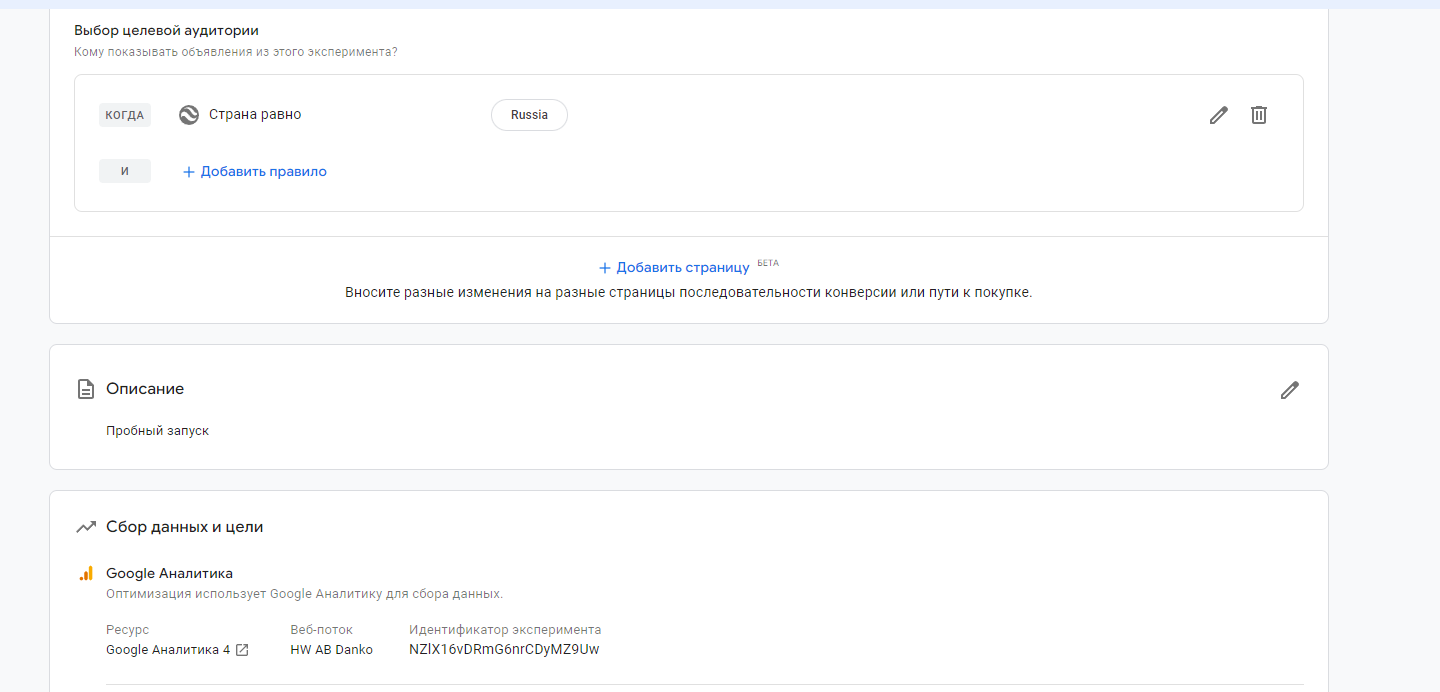 Выбор целевой аудитории
Кому показывать объявления из этого эксперимента?
КОГДА Страна равно Russia
И + Добавить правило
+ Добавить страницу БЕТА
Вносите разные изменения на разные страницы последовательности конверсии или пути к покупке.
Описание
Пробный запуск
Сбор данных и цели
Google Аналитика
Оптимизация использует Google Аналитику для сбора данных.
Ресурс Веб-поток Идентификатор эксперимента
Google Аналитика 4 HW AB Danko NZlX16vDRmG6nrCDyMZ9Uw